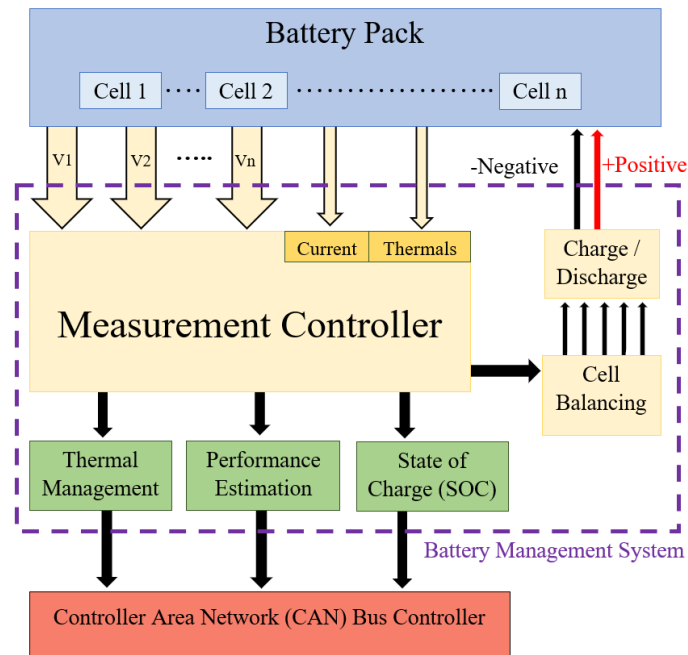 Battery Pack
Cell 1 ···· Cell 2 ···················· Cell n
V1 V2 ····· Vn
-Negative +Positive
Current Thermals
Charge /
Discharge
Measurement Controller
Cell
Balancing
Thermal
Management
Performance
Estimation
State of
Charge (SOC)
Battery Management System
Controller Area Network (CAN) Bus Controller